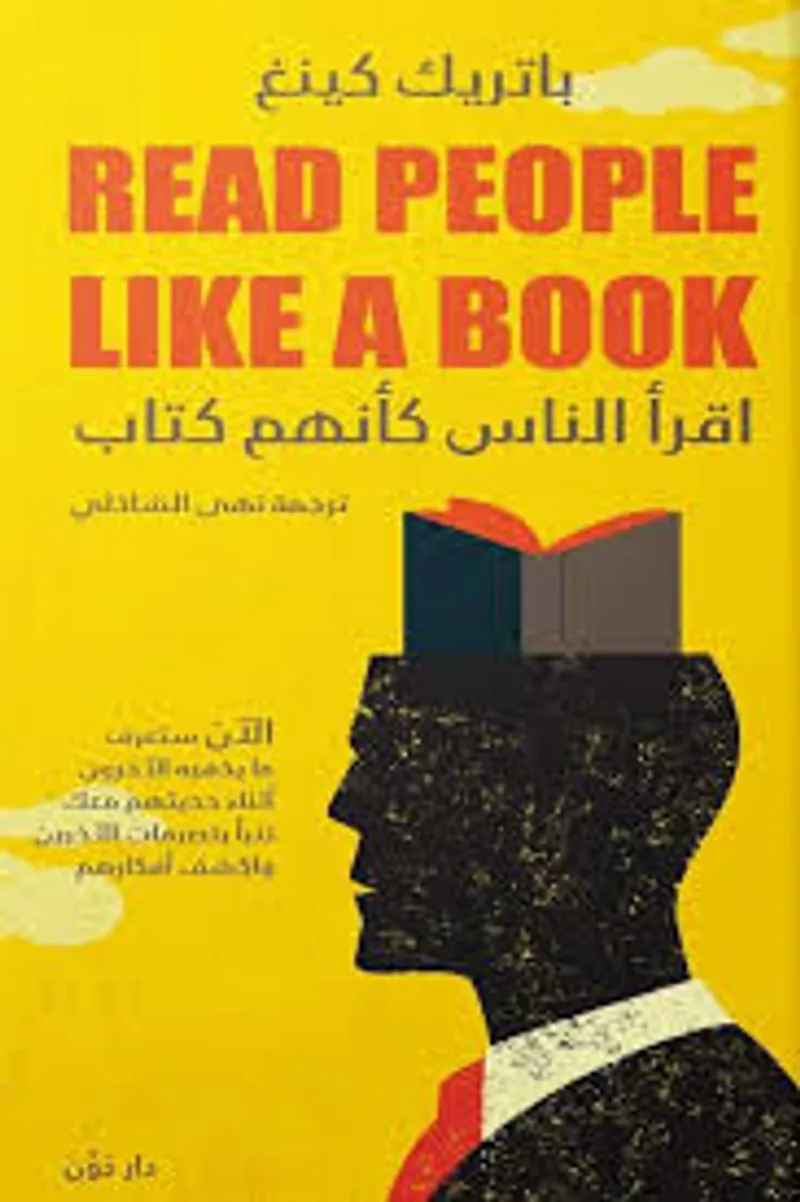 باتريك كينغ
READ PEOPLE
LIKE A BOOK
اقرأ الناس كأنهم كتاب
ترجمة نهى الشاذلي
الآن ستعرف
ما يخفيه الآخرون
أثناء حديثهم معك
تنبأ بتصرفات الآخرين
واكشف أفكارهم
دار دَوِّن